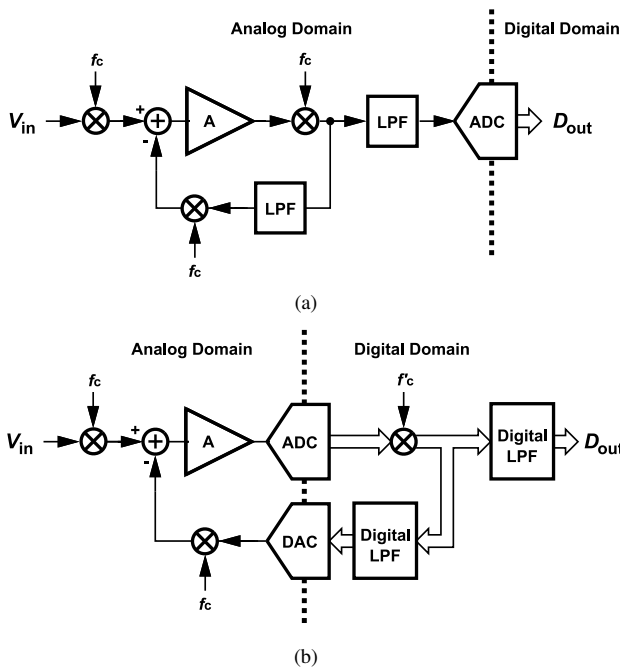 Analog Domain Digital Domain
fc fc
Vin + - A LPF ADC Dout
LPF
fc
(a)
Analog Domain Digital Domain
fc f'c
Vin + - A ADC Digital LPF Dout
DAC Digital LPF
fc
(b)